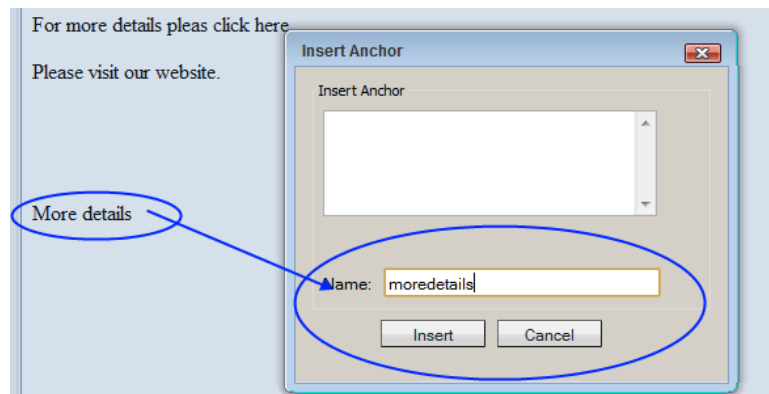 For more details pleas click here
Please visit our website.
More details
Insert Anchor
Insert Anchor
Name: moredetails
Insert Cancel